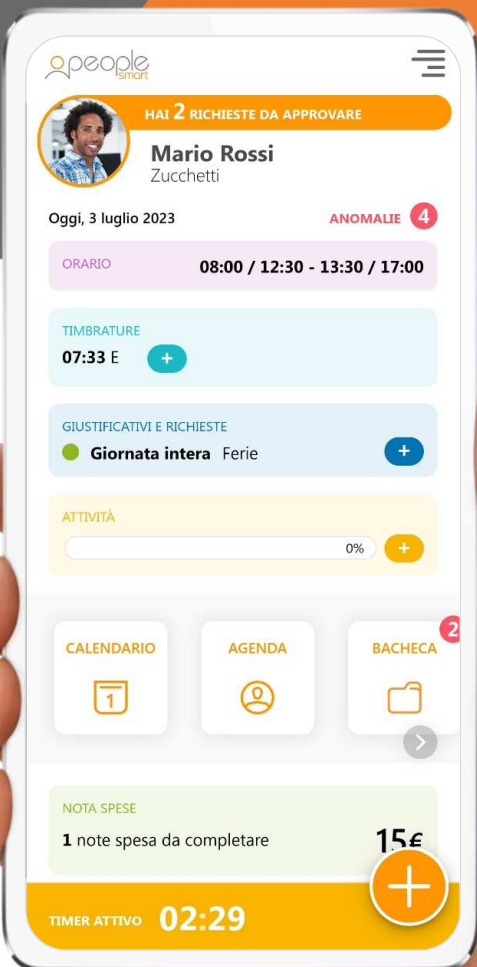 people
smart
HAI 2 RICHIESTE DA APPROVARE
Mario Rossi
Zucchetti
Oggi, 3 luglio 2023 ANOMALIE 4
ORARIO 08:00 / 12:30 - 13:30 / 17:00
TIMBRATURE
07:33 E +
GIUSTIFICATIVI E RICHIESTE
Giornata intera Ferie +
ATTIVITÀ
0% +
2
CALENDARIO AGENDA BACHECA
1
NOTA SPESE
1 note spesa da completare 15€
TIMER ATTIVO 02:29